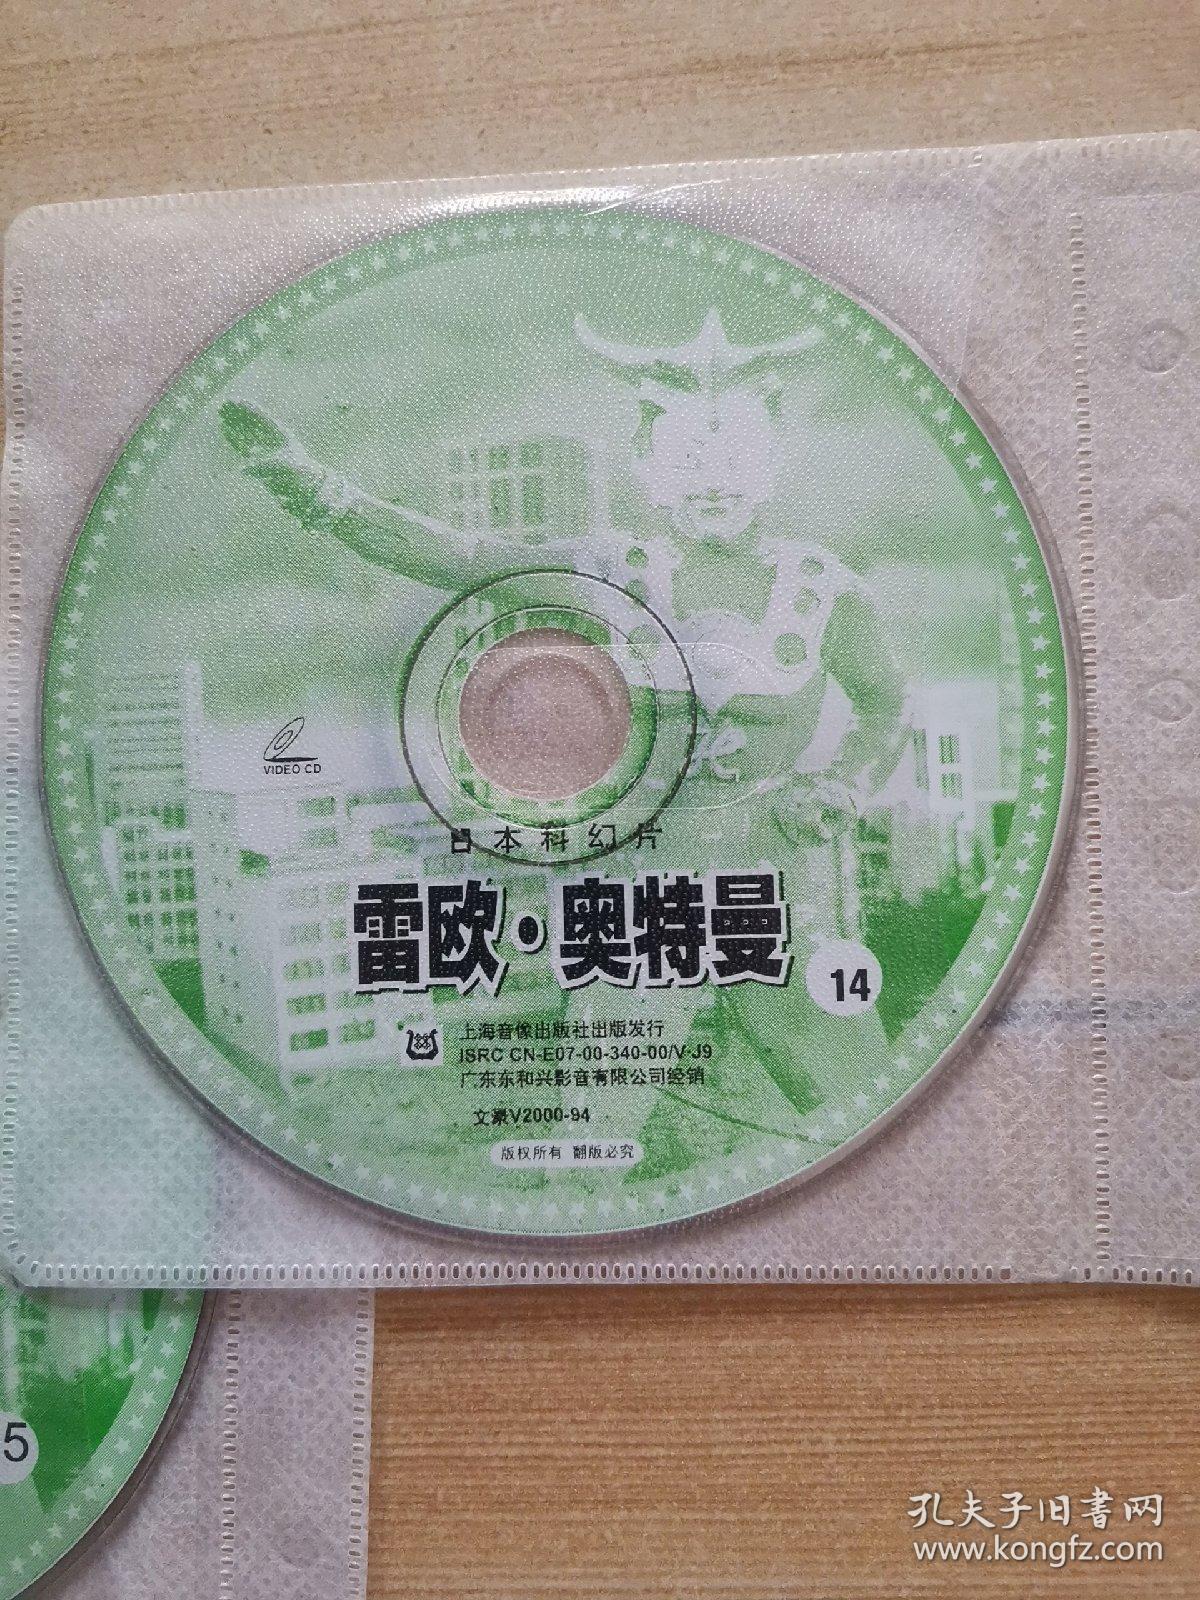 VIDEO CD
日本科幻片
雷欧·奥特曼
14
上海音像出版社出版发行
ISRC CN-E07-00-340-00/V·J9
广东东和兴影音有限公司经销
文录V2000-94
版权所有 翻版必究
5
孔夫子旧书网
www.kongfz.com